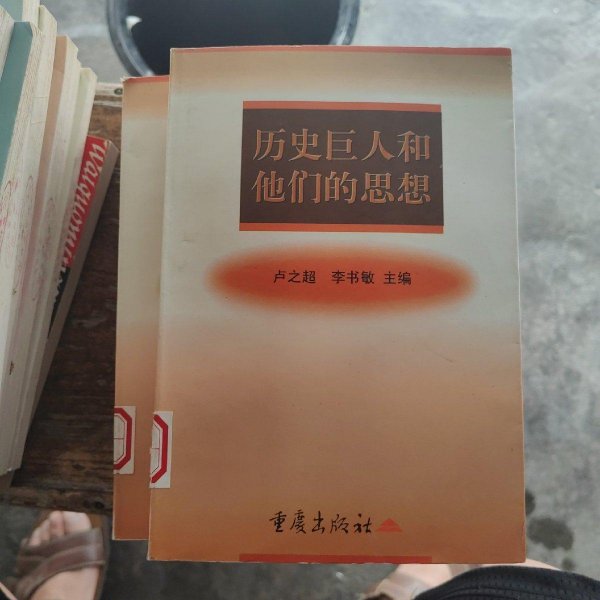 历史巨人和
他们的思想
卢之超 李书敏 主编
重庆出版社